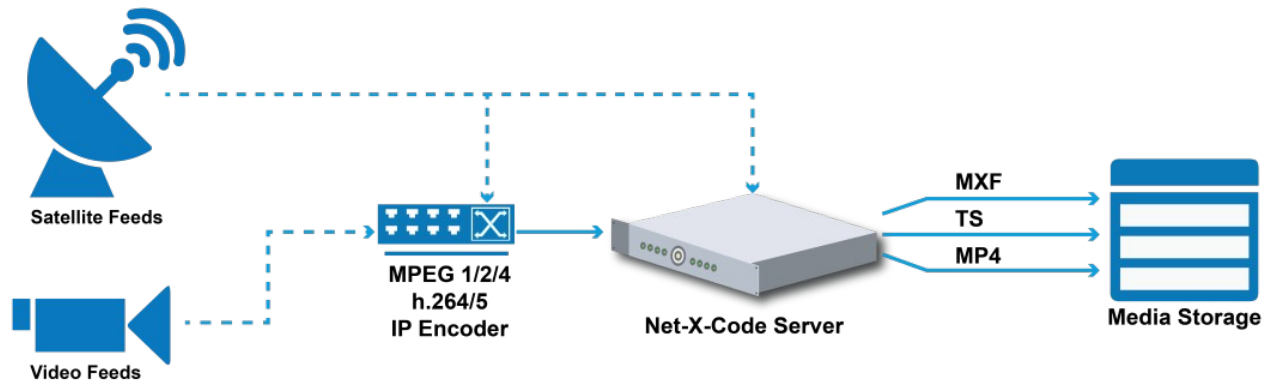 Satellite Feeds
Video Feeds
MPEG 1/2/4
h.264/5
IP Encoder
Net-X-Code Server
MXF
TS
MP4
Media Storage